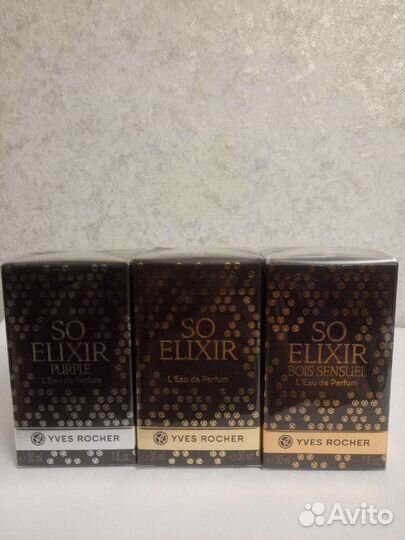 SO
ELIXIR
PURPLE
L'Eau de Parfum
YVES ROCHER
SO
ELIXIR
L'Eau de Parfum
YVES ROCHER
SO
ELIXIR
BOIS SENSUEL
L'Eau de Parfum
YVES ROCHER
Avito